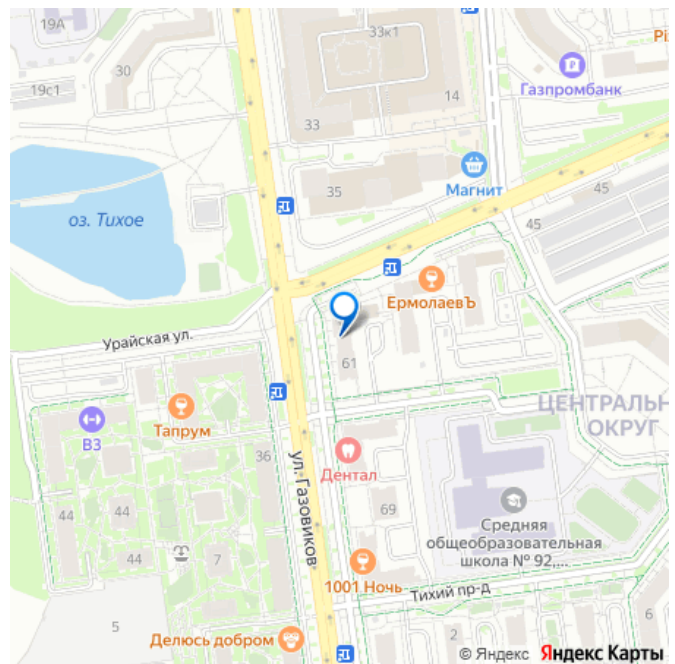 19А
33к1
Pi
30
Газпромбанк
19с1
14
33
Магнит
35
45
оз. Тихое
45
ЕрмолаевЪ
Урайская ул.
61
ЦЕНТРАЛЬН
ОКРУГ
Тапрум
В3
36
ул. Газовиков
Дентал
44
44
69
Средняя
общеобразовательная
школа № 92,...
44
7
1001 Ночь
Тихий пр-д
5
6
Делюсь добром
2
© Яндекс Яндекс Карты